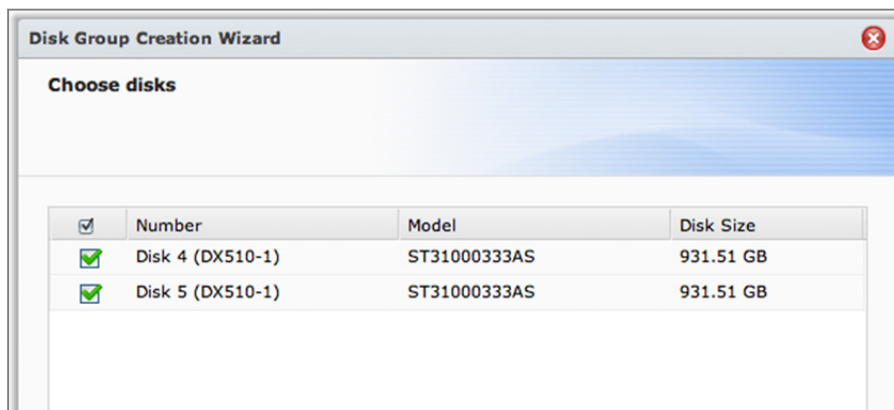 Disk Group Creation Wizard
Choose disks
Number Model Disk Size
Disk 4 (DX510-1) ST31000333AS 931.51 GB
Disk 5 (DX510-1) ST31000333AS 931.51 GB